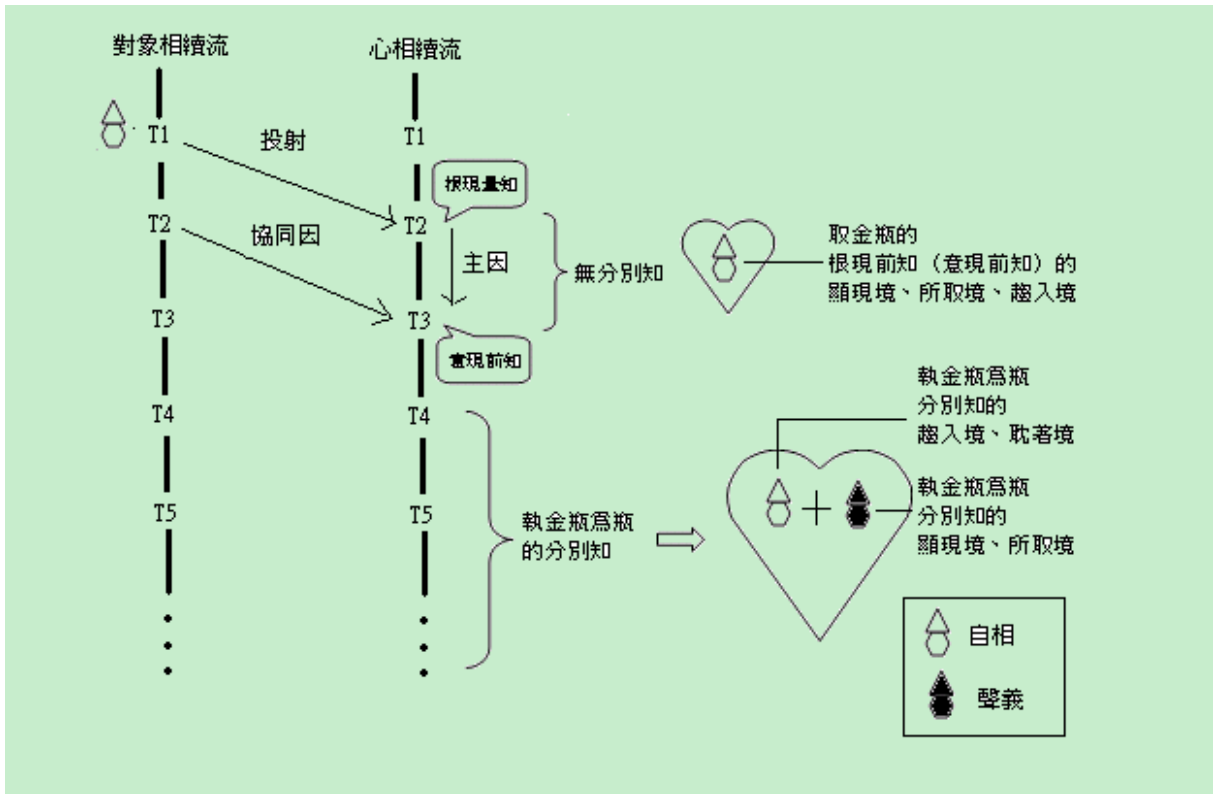 對象相續流
心相續流
T1
投射
T1
根現量知
T2
協同因
T2
主因
無分別知
取金瓶的
根現前知（意現前知）的
顯現境、所取境、趨入境
T3
T3
意現前知
T4
T4
執金瓶爲瓶
分別知的
趨入境、耽著境
T5
T5
執金瓶爲瓶
的分別知
執金瓶爲瓶
分別知的
顯現境、所取境
自相
聲義